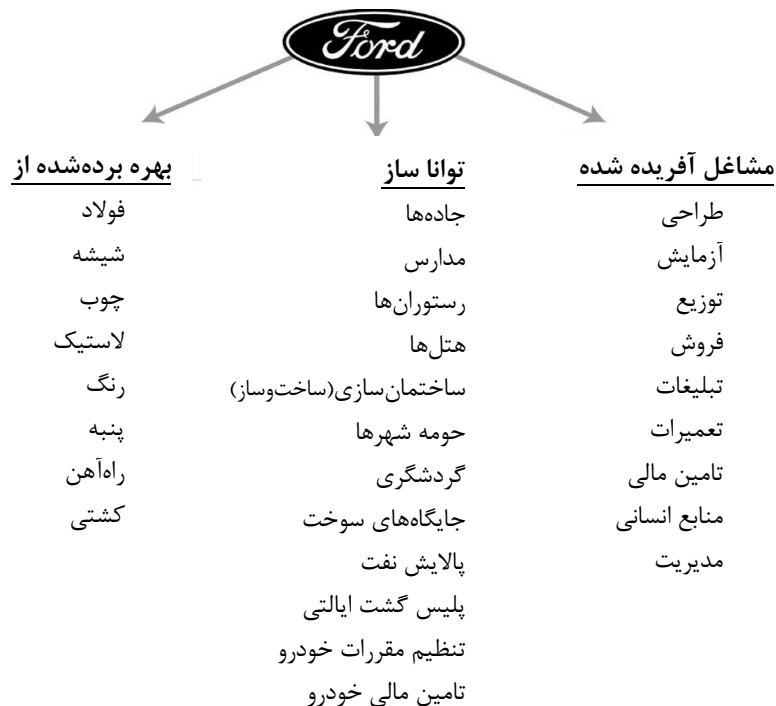 Ford
مشاغل آفریده شده
طراحی
آزمایش
توزیع
فروش
تبلیغات
تعمیرات
تامین مالی
منابع انسانی
مدیریت
توانا ساز
جاده‌ها
مدارس
رستوران‌ها
هتل‌ها
ساختمان‌سازی(ساخت‌وساز)
حومه شهرها
گردشگری
جایگاه‌های سوخت
پالایش نفت
پلیس گشت ایالتی
تنظیم مقررات خودرو
تامین مالی خودرو
بهره برده‌شده از
فولاد
شیشه
چوب
لاستیک
رنگ
پنبه
راه‌آهن
کشتی